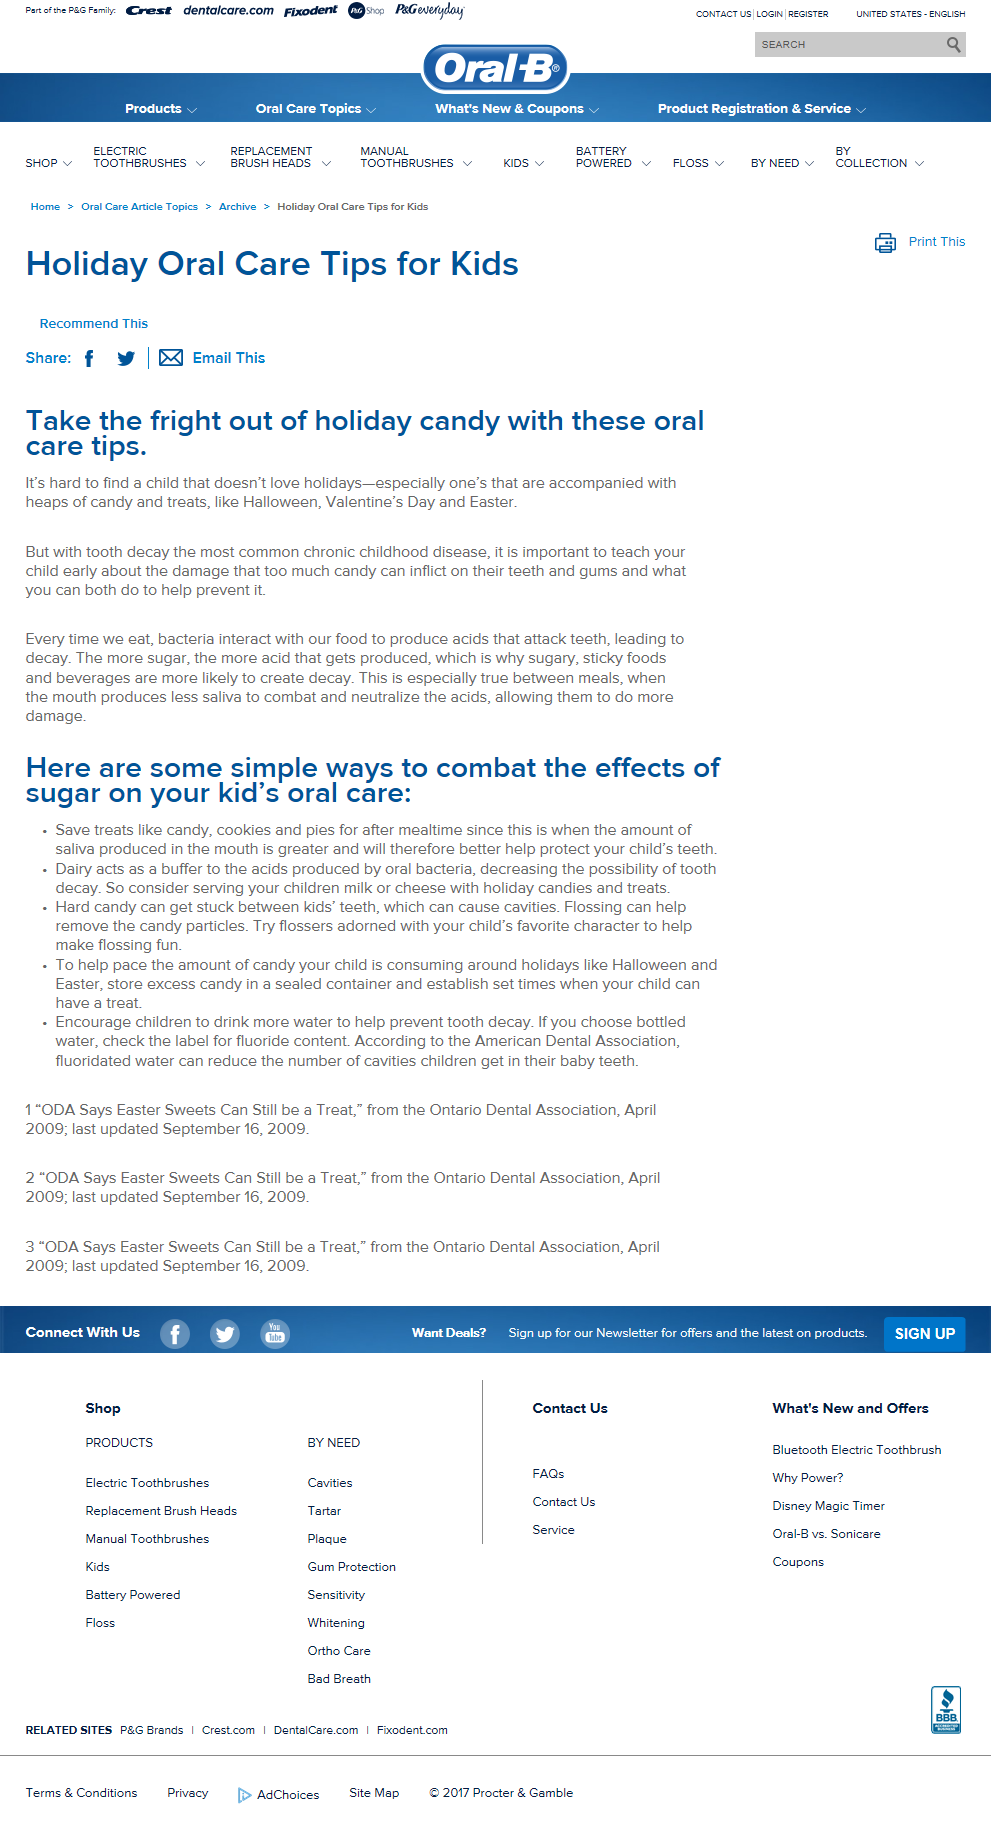 Part of the P&G Family: Crest dentalcare.com Fixodent P&G Shop P&G everyday
CONTACT US | LOGIN | REGISTER UNITED STATES - ENGLISH
SEARCH
Oral-B®
Products Oral Care Topics What's New & Coupons Product Registration & Service
SHOP ELECTRIC TOOTHBRUSHES REPLACEMENT BRUSH HEADS MANUAL TOOTHBRUSHES KIDS BATTERY POWERED FLOSS BY NEED BY COLLECTION
Home > Oral Care Article Topics > Archive > Holiday Oral Care Tips for Kids
Print This
Holiday Oral Care Tips for Kids
Recommend This
Share: Email This
Take the fright out of holiday candy with these oral
care tips.
It's hard to find a child that doesn't love holidays—especially one's that are accompanied with
heaps of candy and treats, like Halloween, Valentine's Day and Easter.
But with tooth decay the most common chronic childhood disease, it is important to teach your
child early about the damage that too much candy can inflict on their teeth and gums and what
you can both do to help prevent it.
Every time we eat, bacteria interact with our food to produce acids that attack teeth, leading to
decay. The more sugar, the more acid that gets produced, which is why sugary, sticky foods
and beverages are more likely to create decay. This is especially true between meals, when
the mouth produces less saliva to combat and neutralize the acids, allowing them to do more
damage.
Here are some simple ways to combat the effects of
sugar on your kid's oral care:
• Save treats like candy, cookies and pies for after mealtime since this is when the amount of
saliva produced in the mouth is greater and will therefore better help protect your child's teeth.
• Dairy acts as a buffer to the acids produced by oral bacteria, decreasing the possibility of tooth
decay. So consider serving your children milk or cheese with holiday candies and treats.
• Hard candy can get stuck between kids' teeth, which can cause cavities. Flossing can help
remove the candy particles. Try flossers adorned with your child's favorite character to help
make flossing fun.
• To help pace the amount of candy your child is consuming around holidays like Halloween and
Easter, store excess candy in a sealed container and establish set times when your child can
have a treat.
• Encourage children to drink more water to help prevent tooth decay. If you choose bottled
water, check the label for fluoride content. According to the American Dental Association,
fluoridated water can reduce the number of cavities children get in their baby teeth.
1 “ODA Says Easter Sweets Can Still be a Treat,” from the Ontario Dental Association, April
2009; last updated September 16, 2009.
2 “ODA Says Easter Sweets Can Still be a Treat,” from the Ontario Dental Association, April
2009; last updated September 16, 2009.
3 “ODA Says Easter Sweets Can Still be a Treat,” from the Ontario Dental Association, April
2009; last updated September 16, 2009.
Connect With Us You Tube Want Deals? Sign up for our Newsletter for offers and the latest on products. SIGN UP
Shop
PRODUCTS
Electric Toothbrushes
Replacement Brush Heads
Manual Toothbrushes
Kids
Battery Powered
Floss
BY NEED
Cavities
Tartar
Plaque
Gum Protection
Sensitivity
Whitening
Ortho Care
Bad Breath
Contact Us
FAQs
Contact Us
Service
What's New and Offers
Bluetooth Electric Toothbrush
Why Power?
Disney Magic Timer
Oral-B vs. Sonicare
Coupons
BBB
ACCREDITED
BUSINESS
RELATED SITES P&G Brands | Crest.com | DentalCare.com | Fixodent.com
Terms & Conditions Privacy AdChoices Site Map © 2017 Procter & Gamble